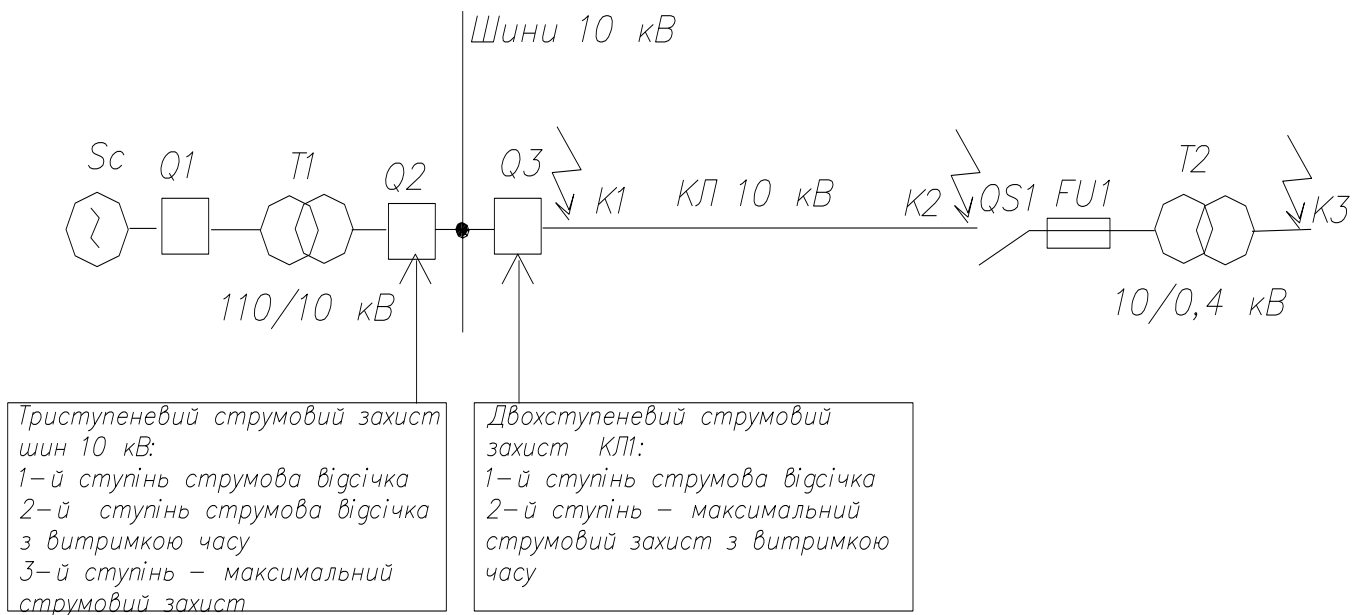 Шини 10 кВ
Sc
Q1
T1
Q2
Q3
K1
КЛ 10 кВ
K2
QS1
FU1
T2
K3
110/10 кВ
10/0,4 кВ
Триступеневий струмовий захист
шин 10 кВ:
1-й ступінь струмова відсічка
2-й ступінь струмова відсічка
з витримкою часу
3-й ступінь - максимальний
струмовий захист
Двохступеневий струмовий
захист КЛ1:
1-й ступінь струмова відсічка
2-й ступінь - максимальний
струмовий захист з витримкою
часу